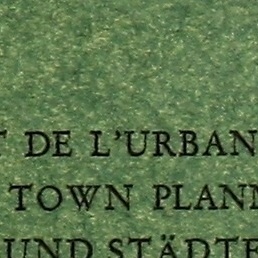 T DE L'URBAN
TOWN PLANN
UND STÄDTE